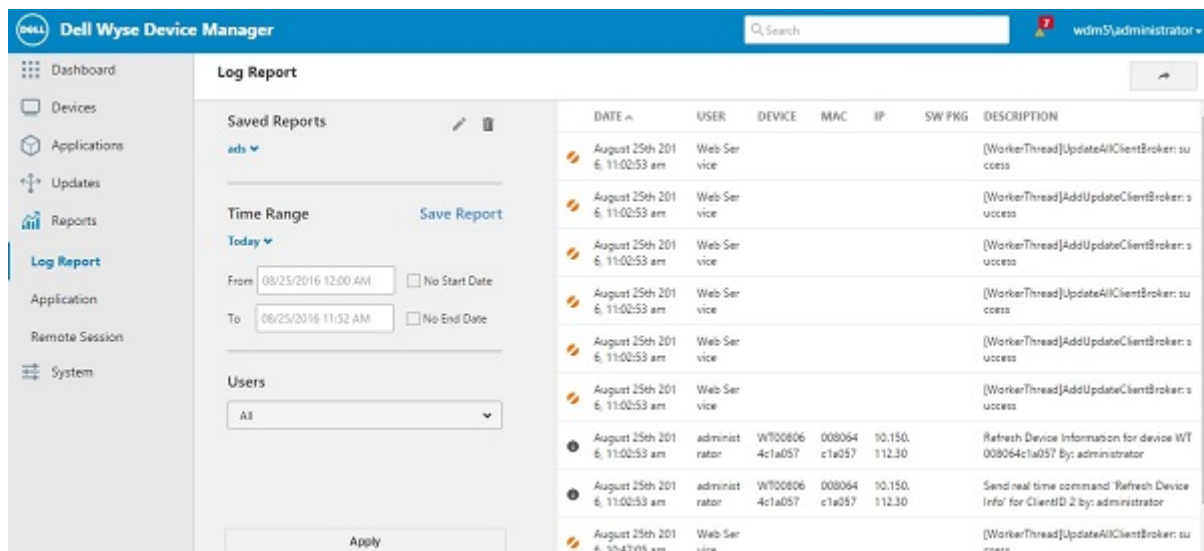 DELL
Dell Wyse Device Manager
Search
7
wdm5\administrator
Dashboard
Devices
Applications
Updates
Reports
Log Report
Application
Remote Session
System
Log Report
Saved Reports
ads
Time Range
Save Report
Today
From 08/25/2016 12:00 AM No Start Date
To 08/25/2016 11:52 AM No End Date
Users
All
Apply
DATE USER DEVICE MAC IP SW PKG DESCRIPTION
August 25th 201 Web Ser [WorkerThread]UpdateAllClientBroker: su
6, 11:02:53 am vice ccess
August 25th 201 Web Ser [WorkerThread]AddUpdateClientBroker: s
6, 11:02:53 am vice uccess
August 25th 201 Web Ser [WorkerThread]AddUpdateClientBroker: s
6, 11:02:53 am vice uccess
August 25th 201 Web Ser [WorkerThread]UpdateAllClientBroker: su
6, 11:02:53 am vice ccess
August 25th 201 Web Ser [WorkerThread]AddUpdateClientBroker: s
6, 11:02:53 am vice uccess
August 25th 201 Web Ser [WorkerThread]AddUpdateClientBroker: s
6, 11:02:53 am vice uccess
August 25th 201 administ WT00806 008064 10.150. Refresh Device Information for device WT
6, 11:02:53 am rator 4c1a057 c1a057 112.30 008064c1a057 By: administrator
August 25th 201 administ WT00806 008064 10.150. Send real time command 'Refresh Device
6, 11:02:53 am rator 4c1a057 c1a057 112.30 Info' for ClientID 2 by: administrator
August 25th 201 Web Ser [WorkerThread]UpdateAllClientBroker: su
6, 10:47:05 am vice ccess